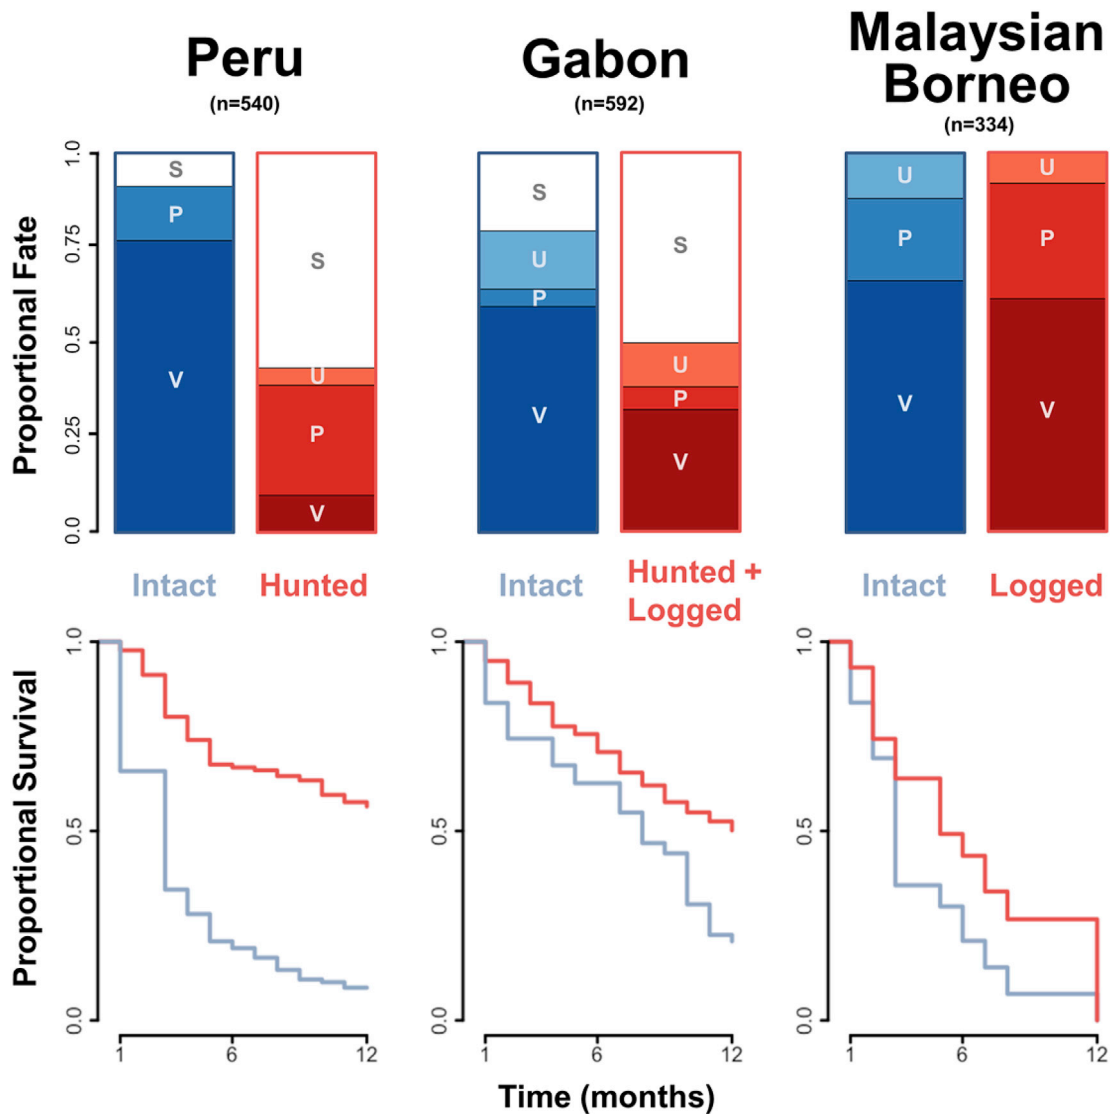 Peru
(n=540)
Gabon
(n=592)
Malaysian
Borneo
(n=334)
Proportional Fate
1.0
0.75
0.5
0.25
0.0
S
P
V
S
U
P
V
S
U
P
V
S
U
P
V
U
P
V
U
P
V
Intact
Hunted
Intact
Hunted +
Logged
Intact
Logged
Proportional Survival
1.0
0.5
0.0
1
6
12
1.0
0.5
0.0
1
6
12
1.0
0.5
0.0
1
6
12
Time (months)